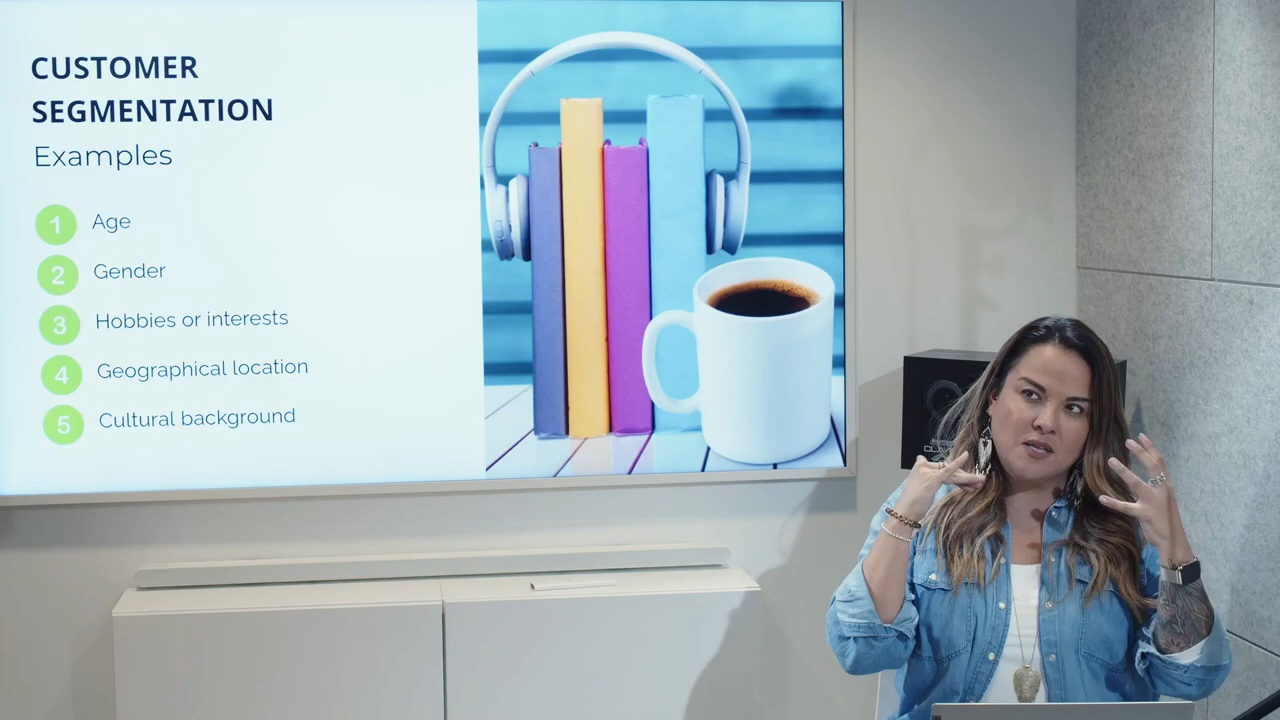 CUSTOMER
SEGMENTATION
Examples
1 Age
2 Gender
3 Hobbies or interests
4 Geographical location
5 Cultural background